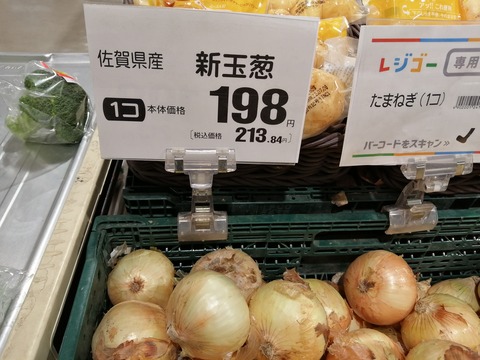 佐賀県産
新玉葱
1コ 本体価格 198円
[税込価格 213.84円]
レジゴー 専用
たまねぎ(1コ)
バーコードをスキャン≫